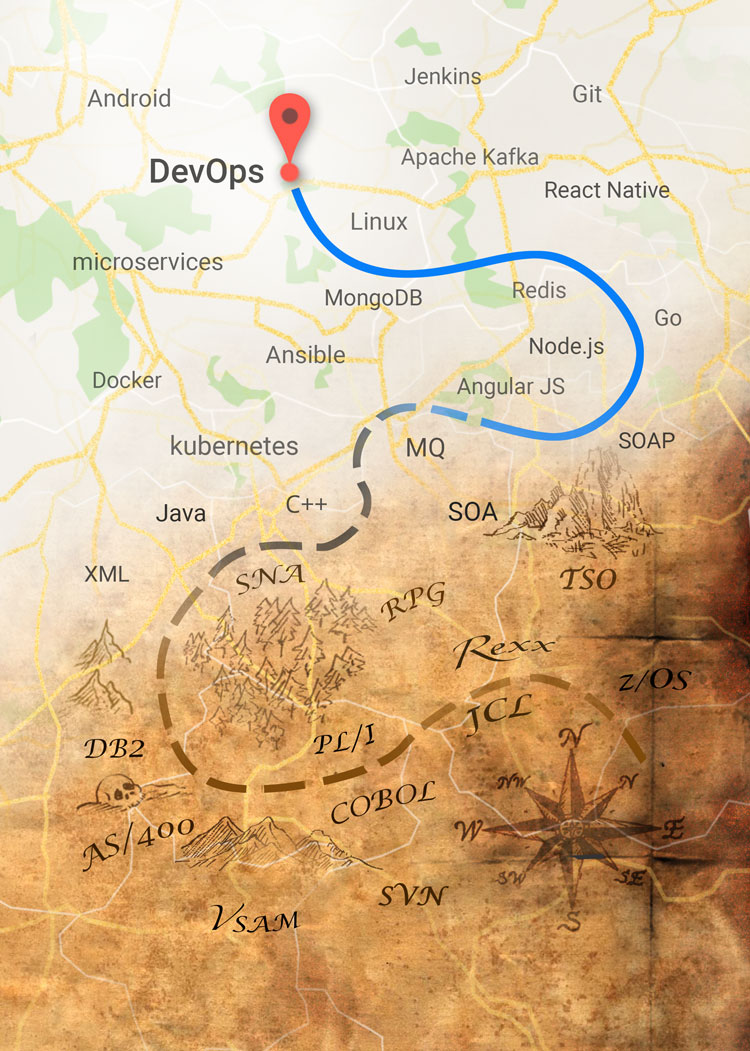 Jenkins
Android
Git
Apache Kafka
DevOps
React Native
Linux
microservices
Redis
MongoDB
Go
Node.js
Ansible
Docker
Angular JS
SOAP
kubernetes
MQ
C++
Java
SOA
XML
SNA
TSO
RPG
Rexx
z/OS
JCL
PL/I
DB2
N
NW
N
COBOL
AS/400
W
E
SW
SE
SVN
VSAM
S